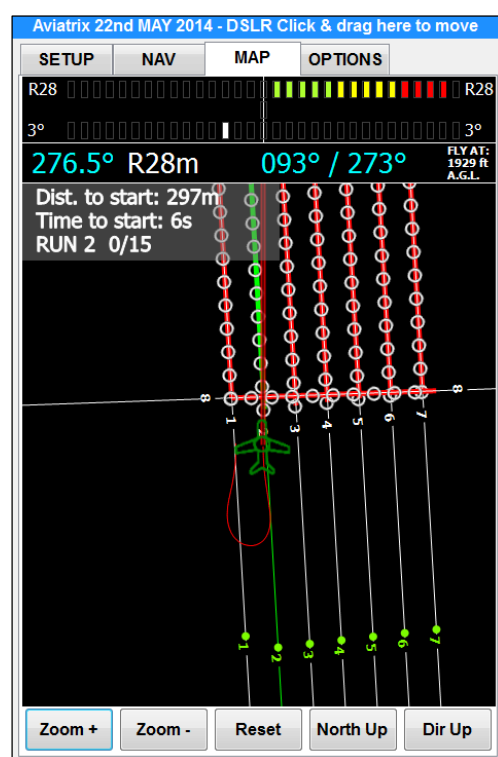 Aviatrix 22nd MAY 2014 - DSLR Click & drag here to move
SETUP NAV MAP OPTIONS
R28 R28
3° 3°
276.5° R28m 093° / 273° FLY AT:
1929 ft
A.G.L.
Dist. to start: 297m
Time to start: 6s
RUN 2 0/15
8 8
1 2 3 4 5 6 7
1 2 3 4 5 6 7
Zoom + Zoom - Reset North Up Dir Up